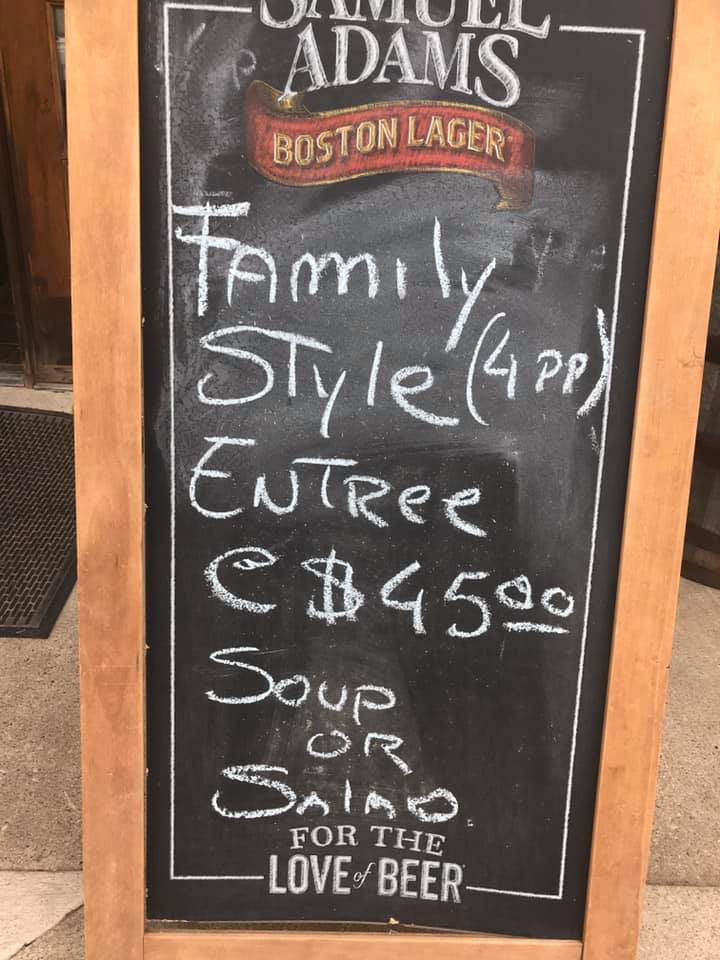 SAMUEL
ADAMS
BOSTON LAGER
FAmily
STyle (4 PP)
ENTRee
@ $45.00
Soup
OR
SALAD
FOR THE
LOVE of BEER